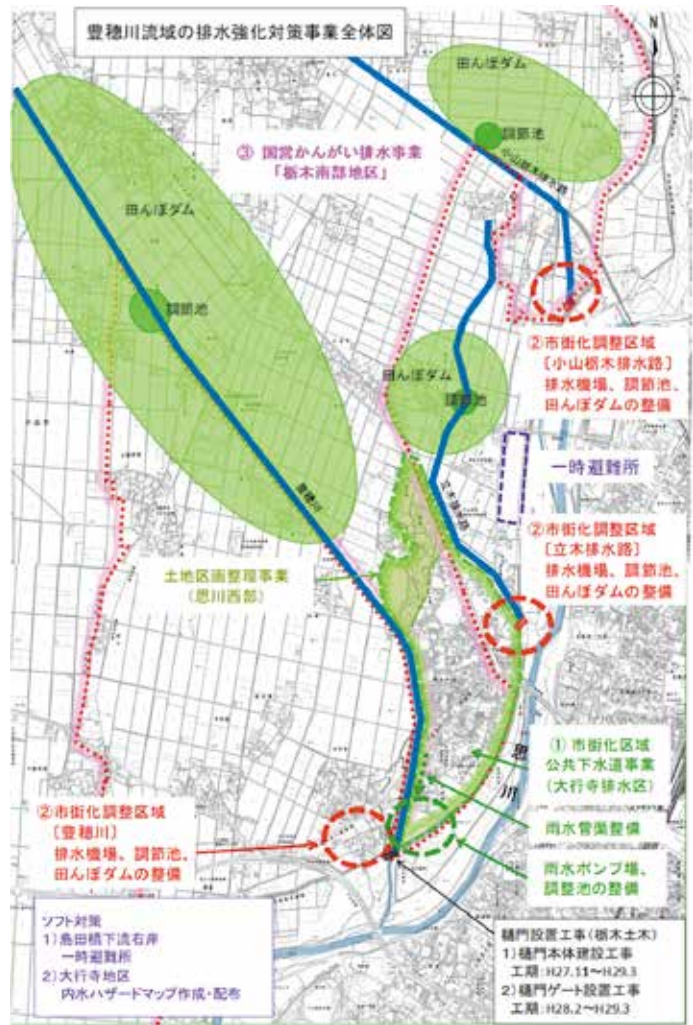 豊穂川流域の排水強化対策事業全体図
N
田んぼダム
調節池
小山栃木排水路
③ 国営かんがい排水事業
「栃木南部地区」
田んぼダム
調節池
②市街化調整区域
〔小山栃木排水路〕
排水機場、調節池、
田んぼダムの整備
田んぼダム
調節池
一時避難所
豊穂川
立木排水路
②市街化調整区域
〔立木排水路〕
排水機場、調節池、
田んぼダムの整備
土地区画整理事業
(思川西部)
思川
① 市街化区域
公共下水道事業
(大行寺排水区)
②市街化調整区域
〔豊穂川〕
排水機場、調節池、
田んぼダムの整備
雨水管渠整備
雨水ポンプ場、
調整池の整備
ソフト対策
1)島田橋下流右岸
一時避難所
2)大行寺地区
内水ハザードマップ作成・配布
樋門設置工事(栃木土木)
1)樋門本体建設工事
工期:H27.11~H29.3
2)樋門ゲート設置工事
工期:H28.2~H29.3